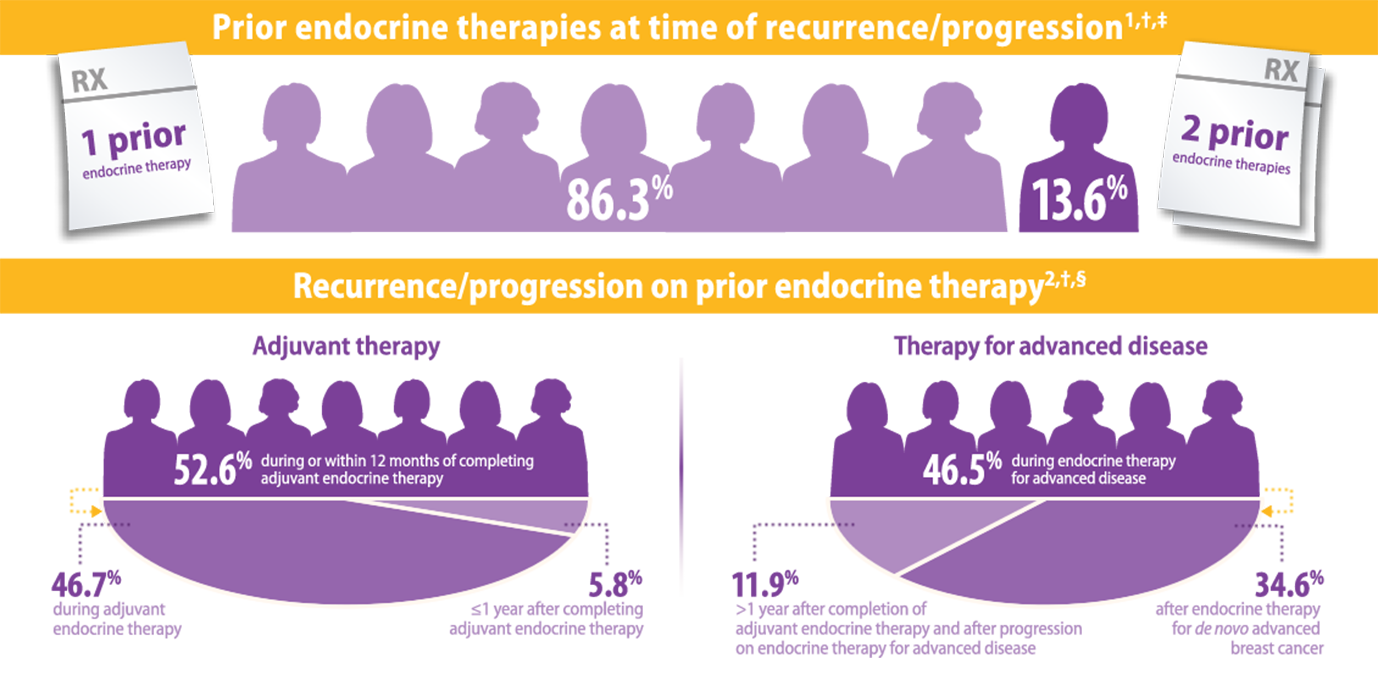 Prior endocrine therapies at time of recurrence/progression1,†,‡
RX
1 prior
endocrine therapy
86.3%
13.6%
RX
2 prior
endocrine therapies
Recurrence/progression on prior endocrine therapy2,†,§
Adjuvant therapy
52.6% during or within 12 months of completing
adjuvant endocrine therapy
46.7%
during adjuvant
endocrine therapy
5.8%
≤1 year after completing
adjuvant endocrine therapy
Therapy for advanced disease
46.5% during endocrine therapy
for advanced disease
11.9%
>1 year after completion of
adjuvant endocrine therapy and after progression
on endocrine therapy for advanced disease
34.6%
after endocrine therapy
for de novo advanced
breast cancer